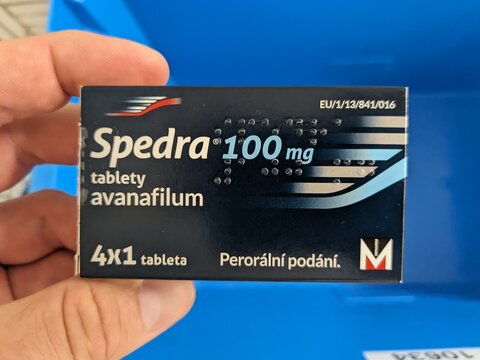 EU/1/13/841/016
Spedra® 100 mg
tablety
avanafilum
4x1 tableta
Perorální podání.
M